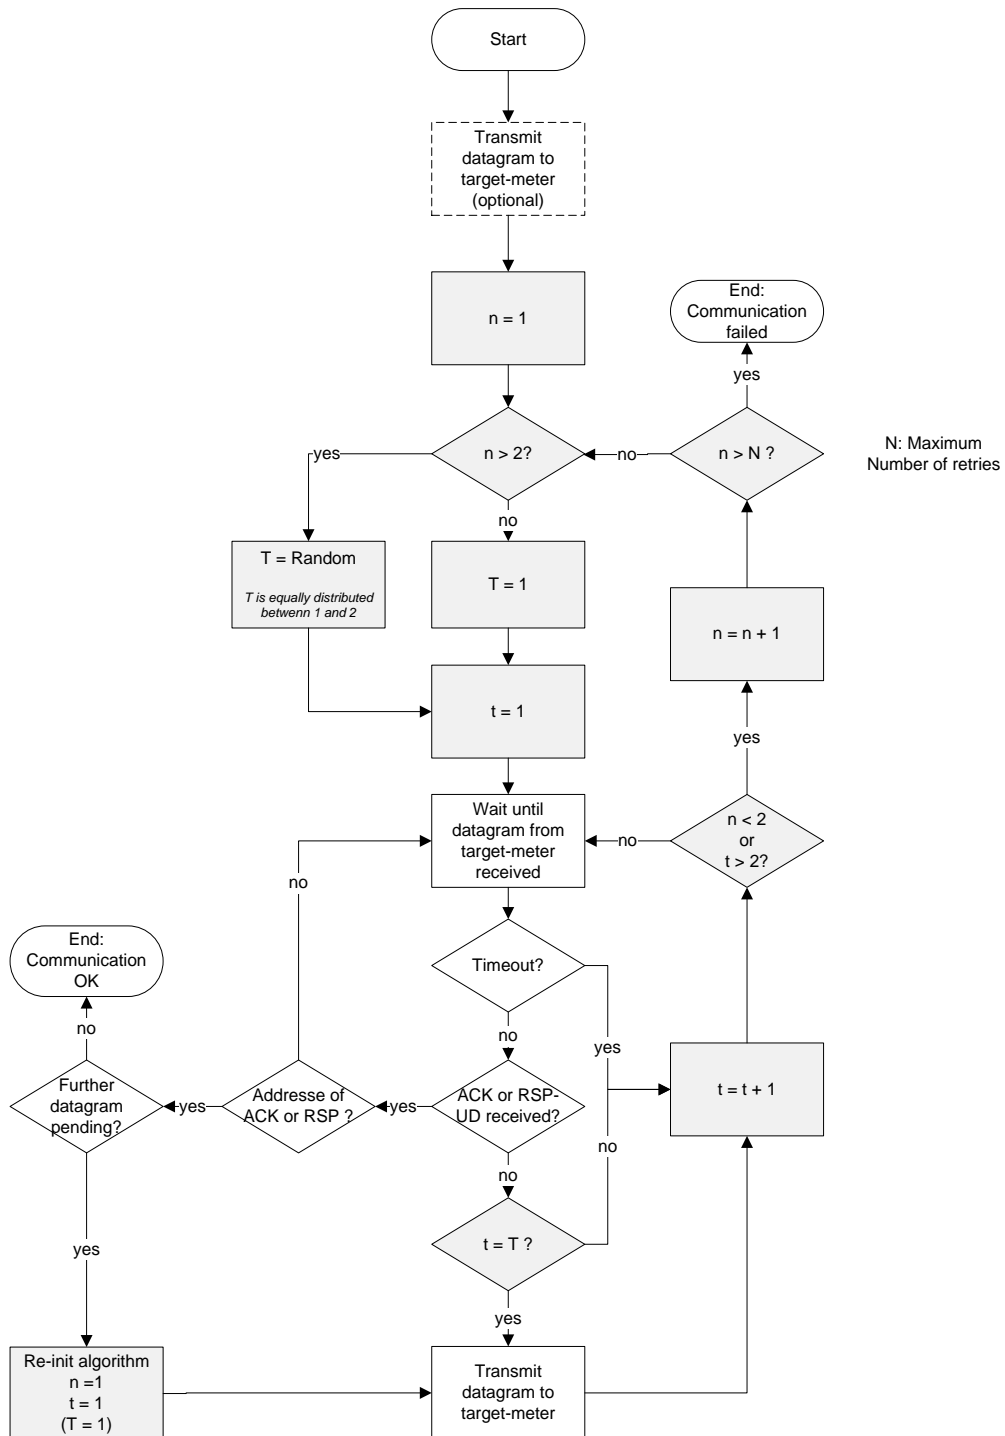 Start
Transmit
datagram to
target-meter
(optional)
n = 1
End:
Communication
failed
yes
n > 2?
no
n > N ?
yes
N: Maximum
Number of retries
no
T = Random
T is equally distributed
betwenn 1 and 2
T = 1
n = n + 1
t = 1
yes
Wait until
datagram from
target-meter
received
no
n < 2
or
t > 2?
no
End:
Communication
OK
Timeout?
no
no
yes
t = t + 1
Further
datagram
pending?
yes
Addresse of
ACK or RSP ?
yes
ACK or RSP-
UD received?
no
no
yes
t = T ?
yes
Re-init algorithm
n =1
t = 1
(T = 1)
Transmit
datagram to
target-meter